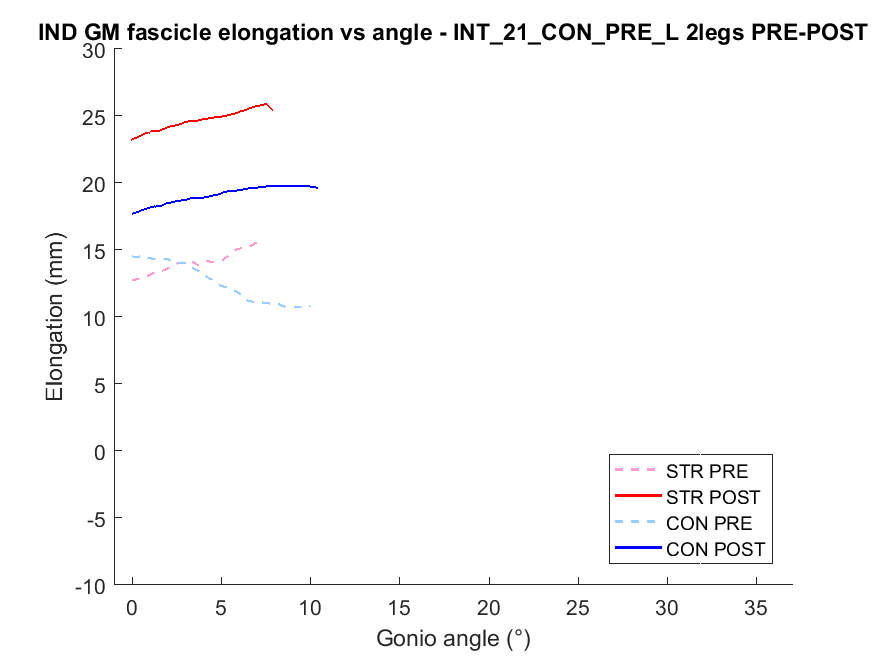 IND GM fascicle elongation vs angle - INT_21_CON_PRE_L 2legs PRE-POST
30
25
20
15
10
5
0
-5
-10
Elongation (mm)
0 5 10 15 20 25 30 35
Gonio angle (°)
STR PRE
STR POST
CON PRE
CON POST